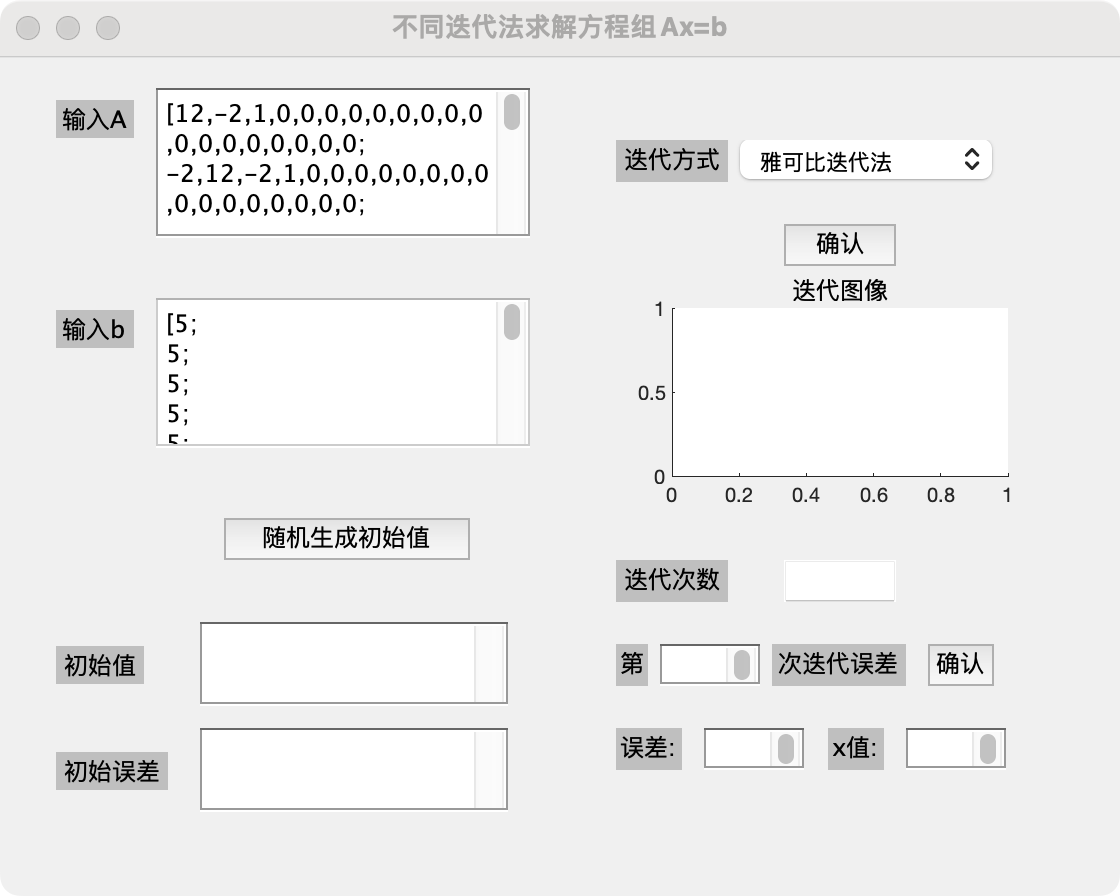 不同迭代法求解方程组Ax=b
输入A
[12,-2,1,0,0,0,0,0,0,0,0,0
,0,0,0,0,0,0,0,0;
-2,12,-2,1,0,0,0,0,0,0,0,0
,0,0,0,0,0,0,0,0;
迭代方式
雅可比迭代法
确认
输入b
[5;
5;
5;
5;
5;
迭代图像
1
0.5
0
0 0.2 0.4 0.6 0.8 1
随机生成初始值
迭代次数
初始值
第
次迭代误差
确认
初始误差
误差:
x值: